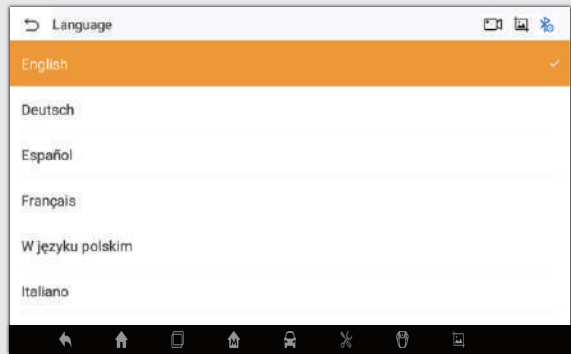 Language
English
Deutsch
Español
Français
W języku polskim
Italiano
M